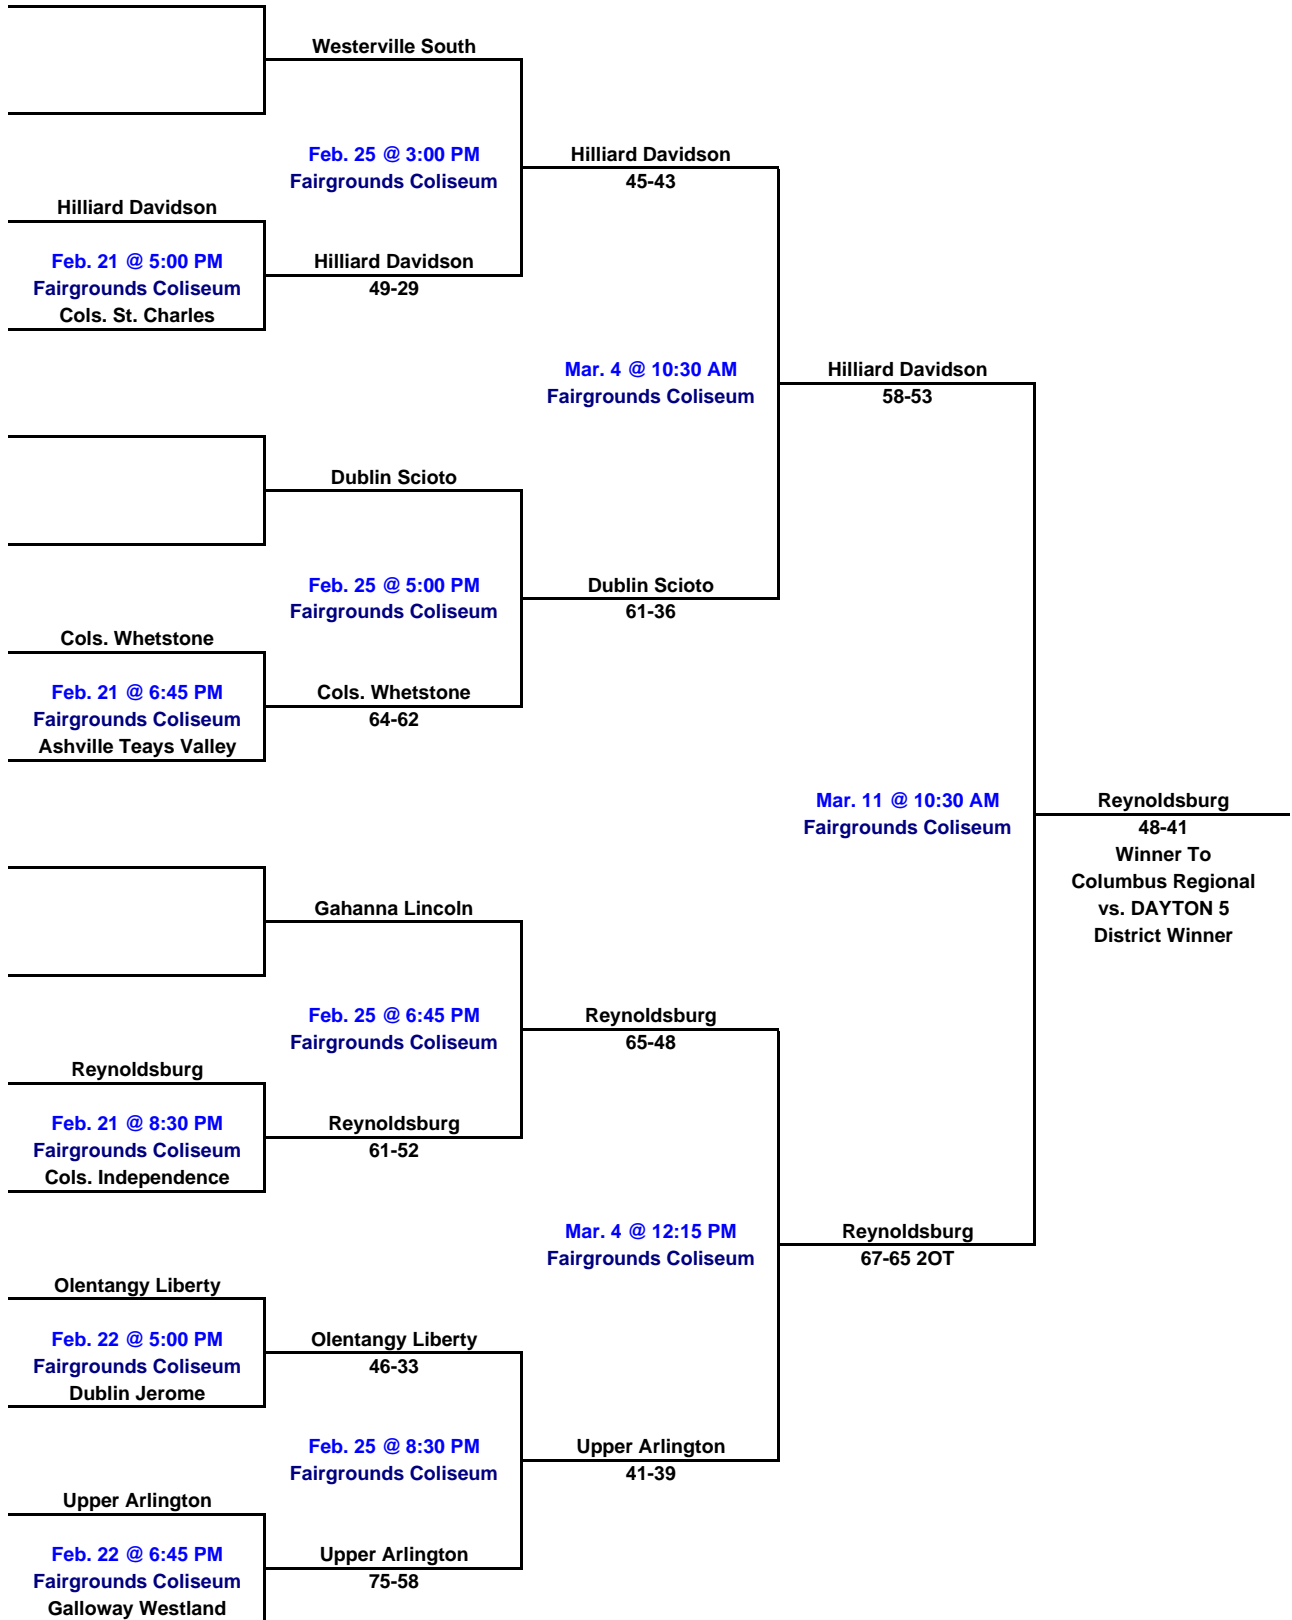 Westerville South
Feb. 25 @ 3:00 PM
Fairgrounds Coliseum
Hilliard Davidson
45-43
Hilliard Davidson
Feb. 21 @ 5:00 PM
Fairgrounds Coliseum
Cols. St. Charles
Hilliard Davidson
49-29
Mar. 4 @ 10:30 AM
Fairgrounds Coliseum
Hilliard Davidson
58-53
Dublin Scioto
Feb. 25 @ 5:00 PM
Fairgrounds Coliseum
Dublin Scioto
61-36
Cols. Whetstone
Feb. 21 @ 6:45 PM
Fairgrounds Coliseum
Ashville Teays Valley
Cols. Whetstone
64-62
Mar. 11 @ 10:30 AM
Fairgrounds Coliseum
Reynoldsburg
48-41
Winner To
Columbus Regional
vs. DAYTON 5
District Winner
Gahanna Lincoln
Feb. 25 @ 6:45 PM
Fairgrounds Coliseum
Reynoldsburg
65-48
Reynoldsburg
Feb. 21 @ 8:30 PM
Fairgrounds Coliseum
Cols. Independence
Reynoldsburg
61-52
Mar. 4 @ 12:15 PM
Fairgrounds Coliseum
Reynoldsburg
67-65 2OT
Olentangy Liberty
Feb. 22 @ 5:00 PM
Fairgrounds Coliseum
Dublin Jerome
Olentangy Liberty
46-33
Feb. 25 @ 8:30 PM
Fairgrounds Coliseum
Upper Arlington
41-39
Upper Arlington
Feb. 22 @ 6:45 PM
Fairgrounds Coliseum
Galloway Westland
Upper Arlington
75-58